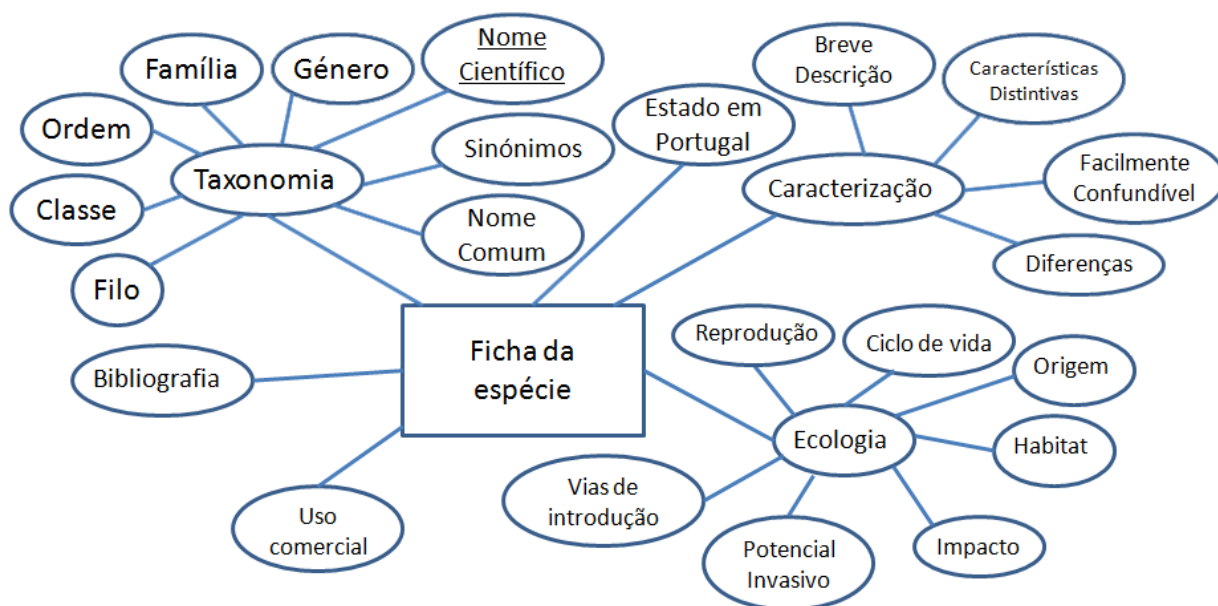 Nome
Científico
Família
Género
Breve
Descrição
Características
Distintivas
Estado em
Portugal
Ordem
Sinónimos
Taxonomia
Caracterização
Facilmente
Confundível
Classe
Nome
Comum
Diferenças
Filo
Ficha da
espécie
Reprodução
Ciclo de vida
Origem
Bibliografia
Ecologia
Habitat
Vias de
introdução
Uso
comercial
Potencial
Invasivo
Impacto